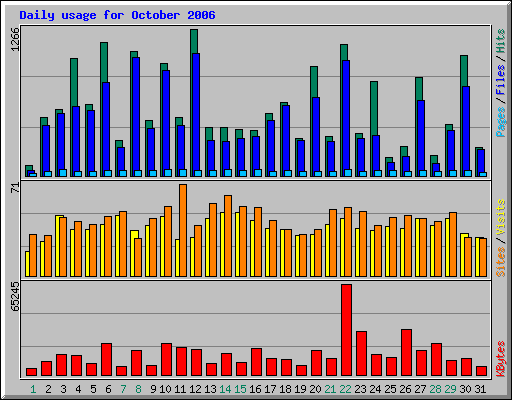 Daily usage for October 2006
1266
Pages / Files / Hits
71
Sites / Visits
65245
KBytes
1 2 3 4 5 6 7 8 9 10 11 12 13 14 15 16 17 18 19 20 21 22 23 24 25 26 27 28 29 30 31